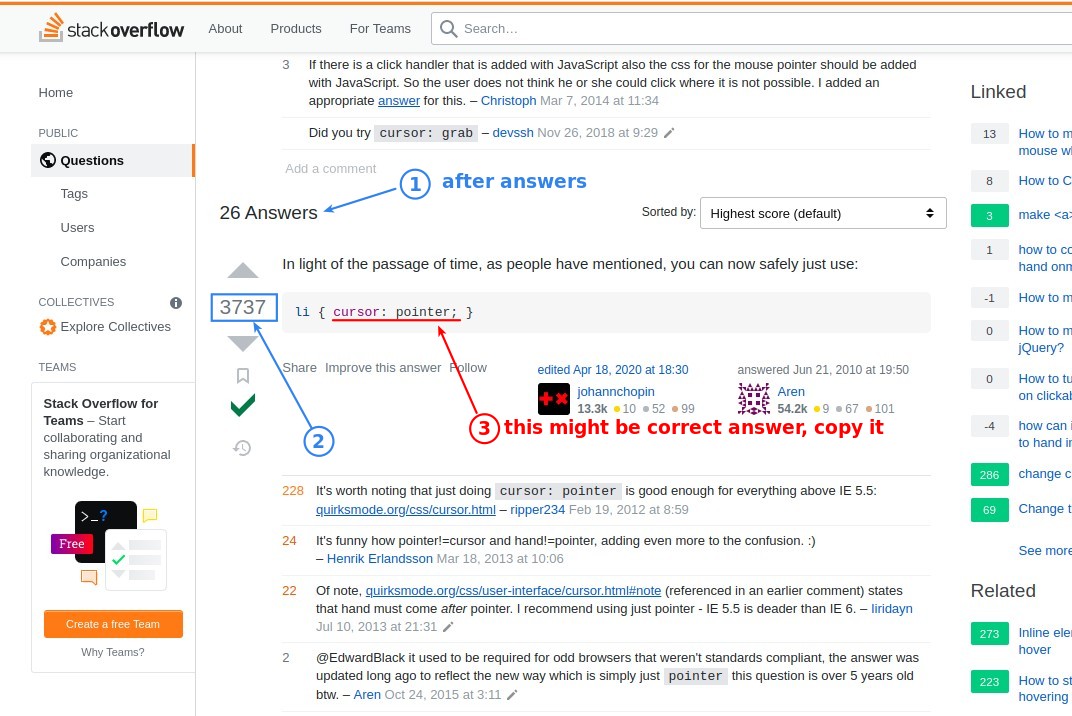 stackoverflow
About
Products
For Teams
Search…
Home
PUBLIC
Questions
Tags
Users
Companies
COLLECTIVES
Explore Collectives
TEAMS
Stack Overflow for
Teams – Start
collaborating and
sharing organizational
knowledge.
>_?
Free
Create a free Team
Why Teams?
3 If there is a click handler that is added with JavaScript also the css for the mouse pointer should be added
with JavaScript. So the user does not think he or she could click where it is not possible. I added an
appropriate answer for this. – Christoph Mar 7, 2014 at 11:34
Did you try cursor: grab – devssh Nov 26, 2018 at 9:29
Add a comment
1 after answers
26 Answers
Sorted by: Highest score (default)
In light of the passage of time, as people have mentioned, you can now safely just use:
3737
li { cursor: pointer; }
Share Improve this answer Follow
edited Apr 18, 2020 at 18:30
johannchopin
13.3k 10 52 99
answered Jun 21, 2010 at 19:50
Aren
54.2k 9 67 101
2
3 this might be correct answer, copy it
228 It's worth noting that just doing cursor: pointer is good enough for everything above IE 5.5:
quirksmode.org/css/cursor.html – ripper234 Feb 19, 2012 at 8:59
24 It's funny how pointer!=cursor and hand!=pointer, adding even more to the confusion. :)
– Henrik Erlandsson Mar 18, 2013 at 10:06
22 Of note, quirksmode.org/css/user-interface/cursor.html#note (referenced in an earlier comment) states
that hand must come after pointer. I recommend using just pointer - IE 5.5 is deader than IE 6. – liridayn
Jul 10, 2013 at 21:31
2 @EdwardBlack it used to be required for odd browsers that weren't standards compliant, the answer was
updated long ago to reflect the new way which is simply just pointer this question is over 5 years old
btw. – Aren Oct 24, 2015 at 3:11
Linked
13 How to m
mouse wh
8 How to C
3 make <a>
1 how to co
hand onm
-1 How to m
0 How to m
jQuery?
0 How to tu
on clickab
-4 how can i
to hand in
286 change c
69 Change t
See more
Related
273 Inline ele
hover
223 How to st
hovering